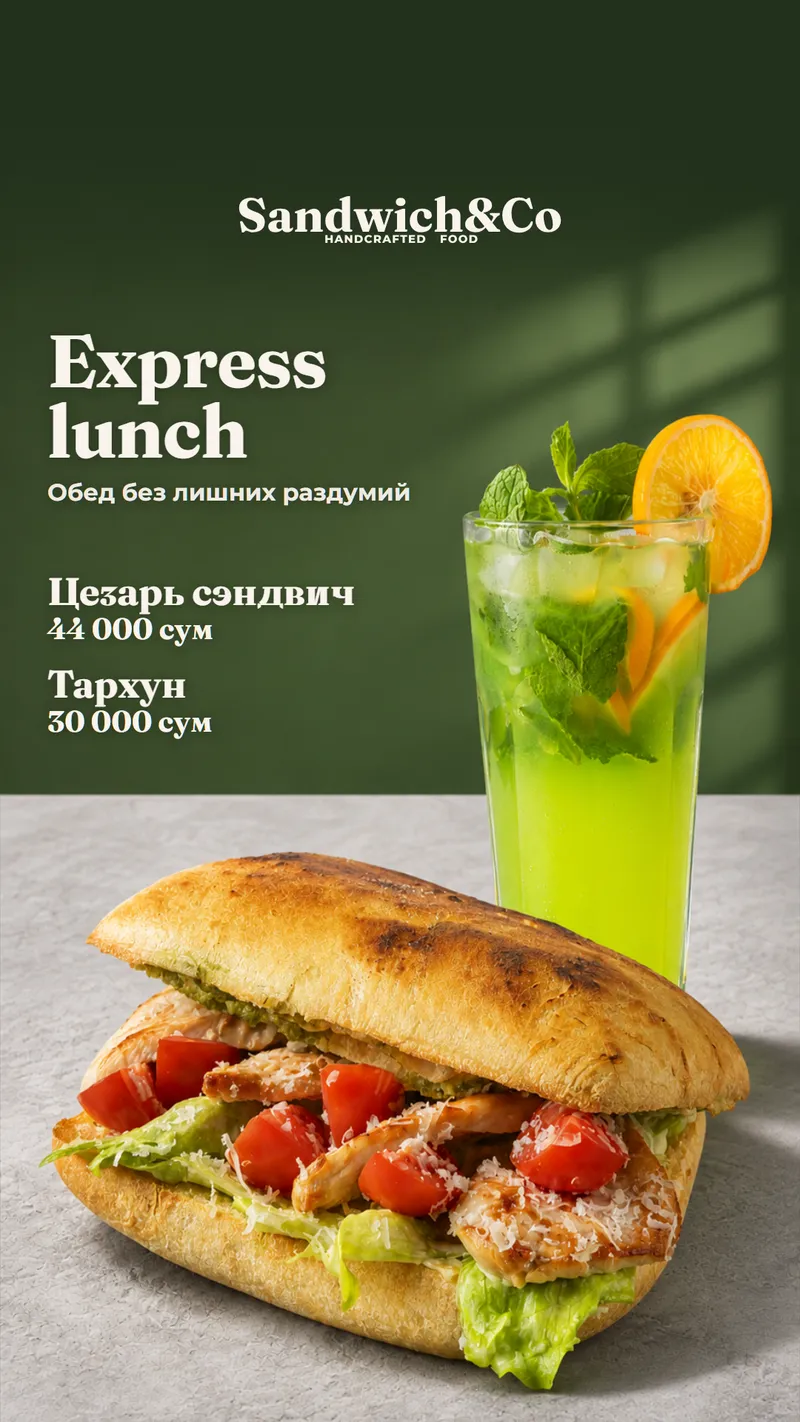 Sandwich&Co
HANDCRAFTED FOOD
Express
lunch
Обед без лишних раздумий
Цезарь сэндвич
44 000 сум
Тархун
30 000 сум